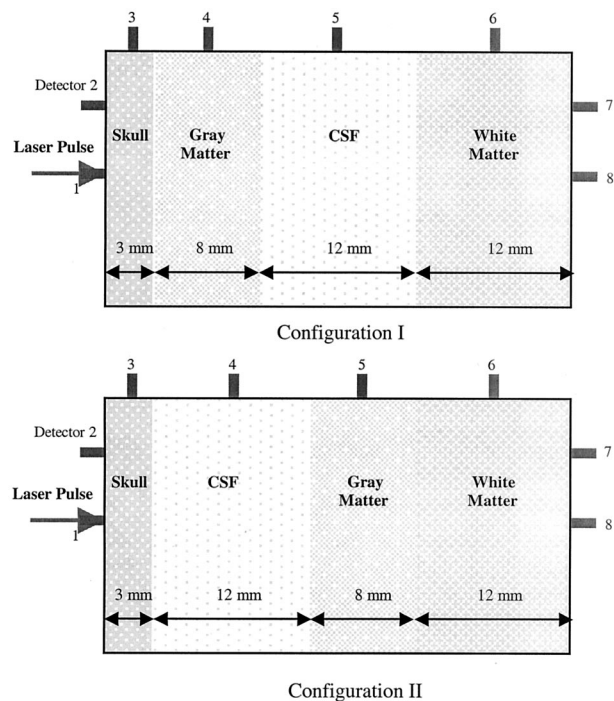 3 4 5 6
Detector 2
7
Skull Gray Matter CSF White Matter
Laser Pulse
1
8
3 mm 8 mm 12 mm 12 mm
Configuration I
3 4 5 6
Detector 2
7
Skull CSF Gray Matter White Matter
Laser Pulse
1
8
3 mm 12 mm 8 mm 12 mm
Configuration II